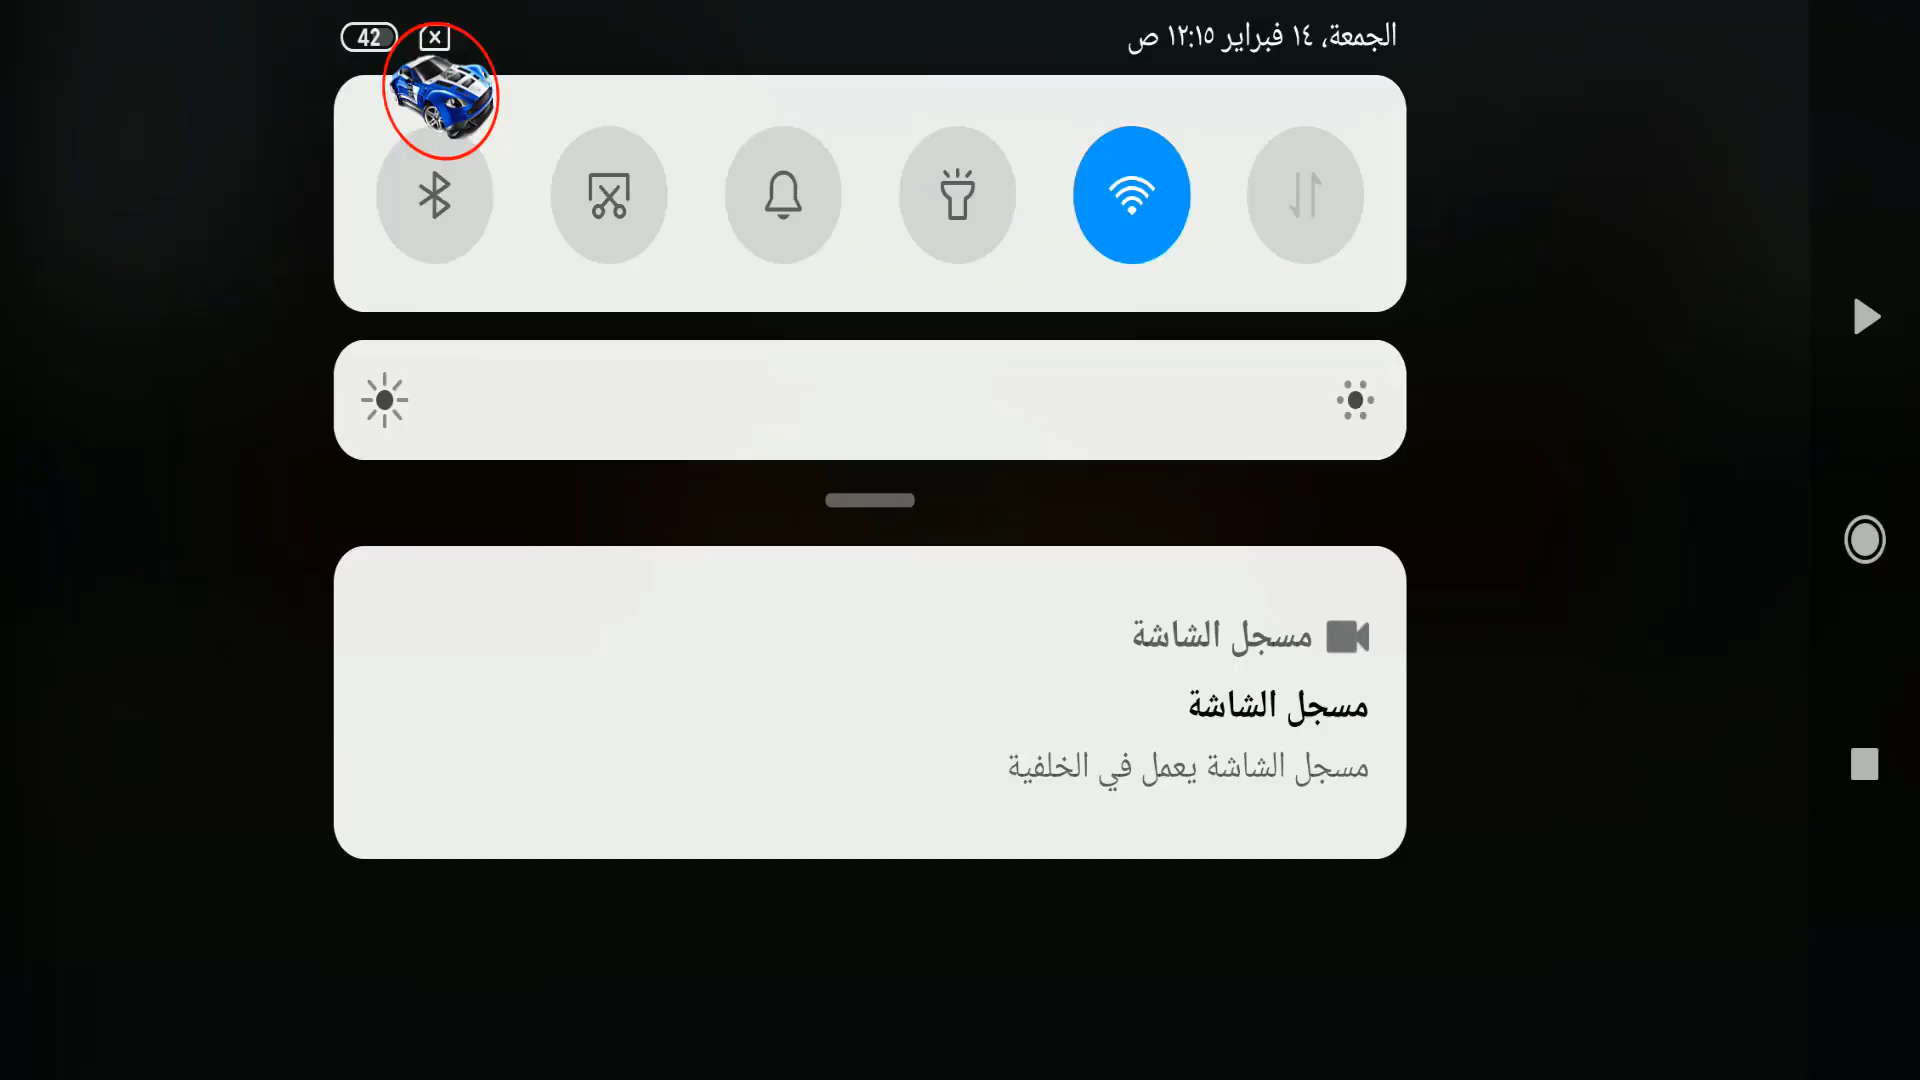 42
الجمعة، ١٤ فبراير ١٢:١٥ ص
مسجل الشاشة
مسجل الشاشة
مسجل الشاشة يعمل في الخلفية